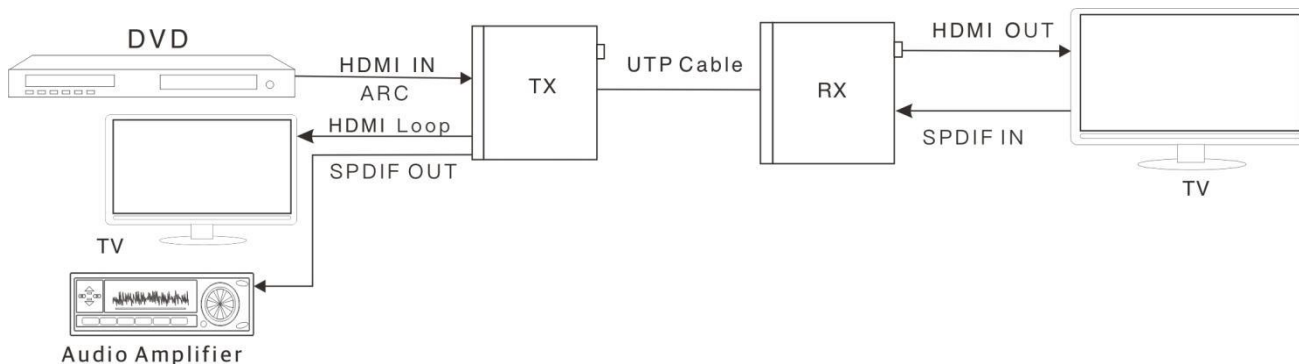 DVD
HDMI IN
ARC
HDMI Loop
SPDIF OUT
TV
Audio Amplifier
TX
UTP Cable
RX
HDMI OUT
SPDIF IN
TV